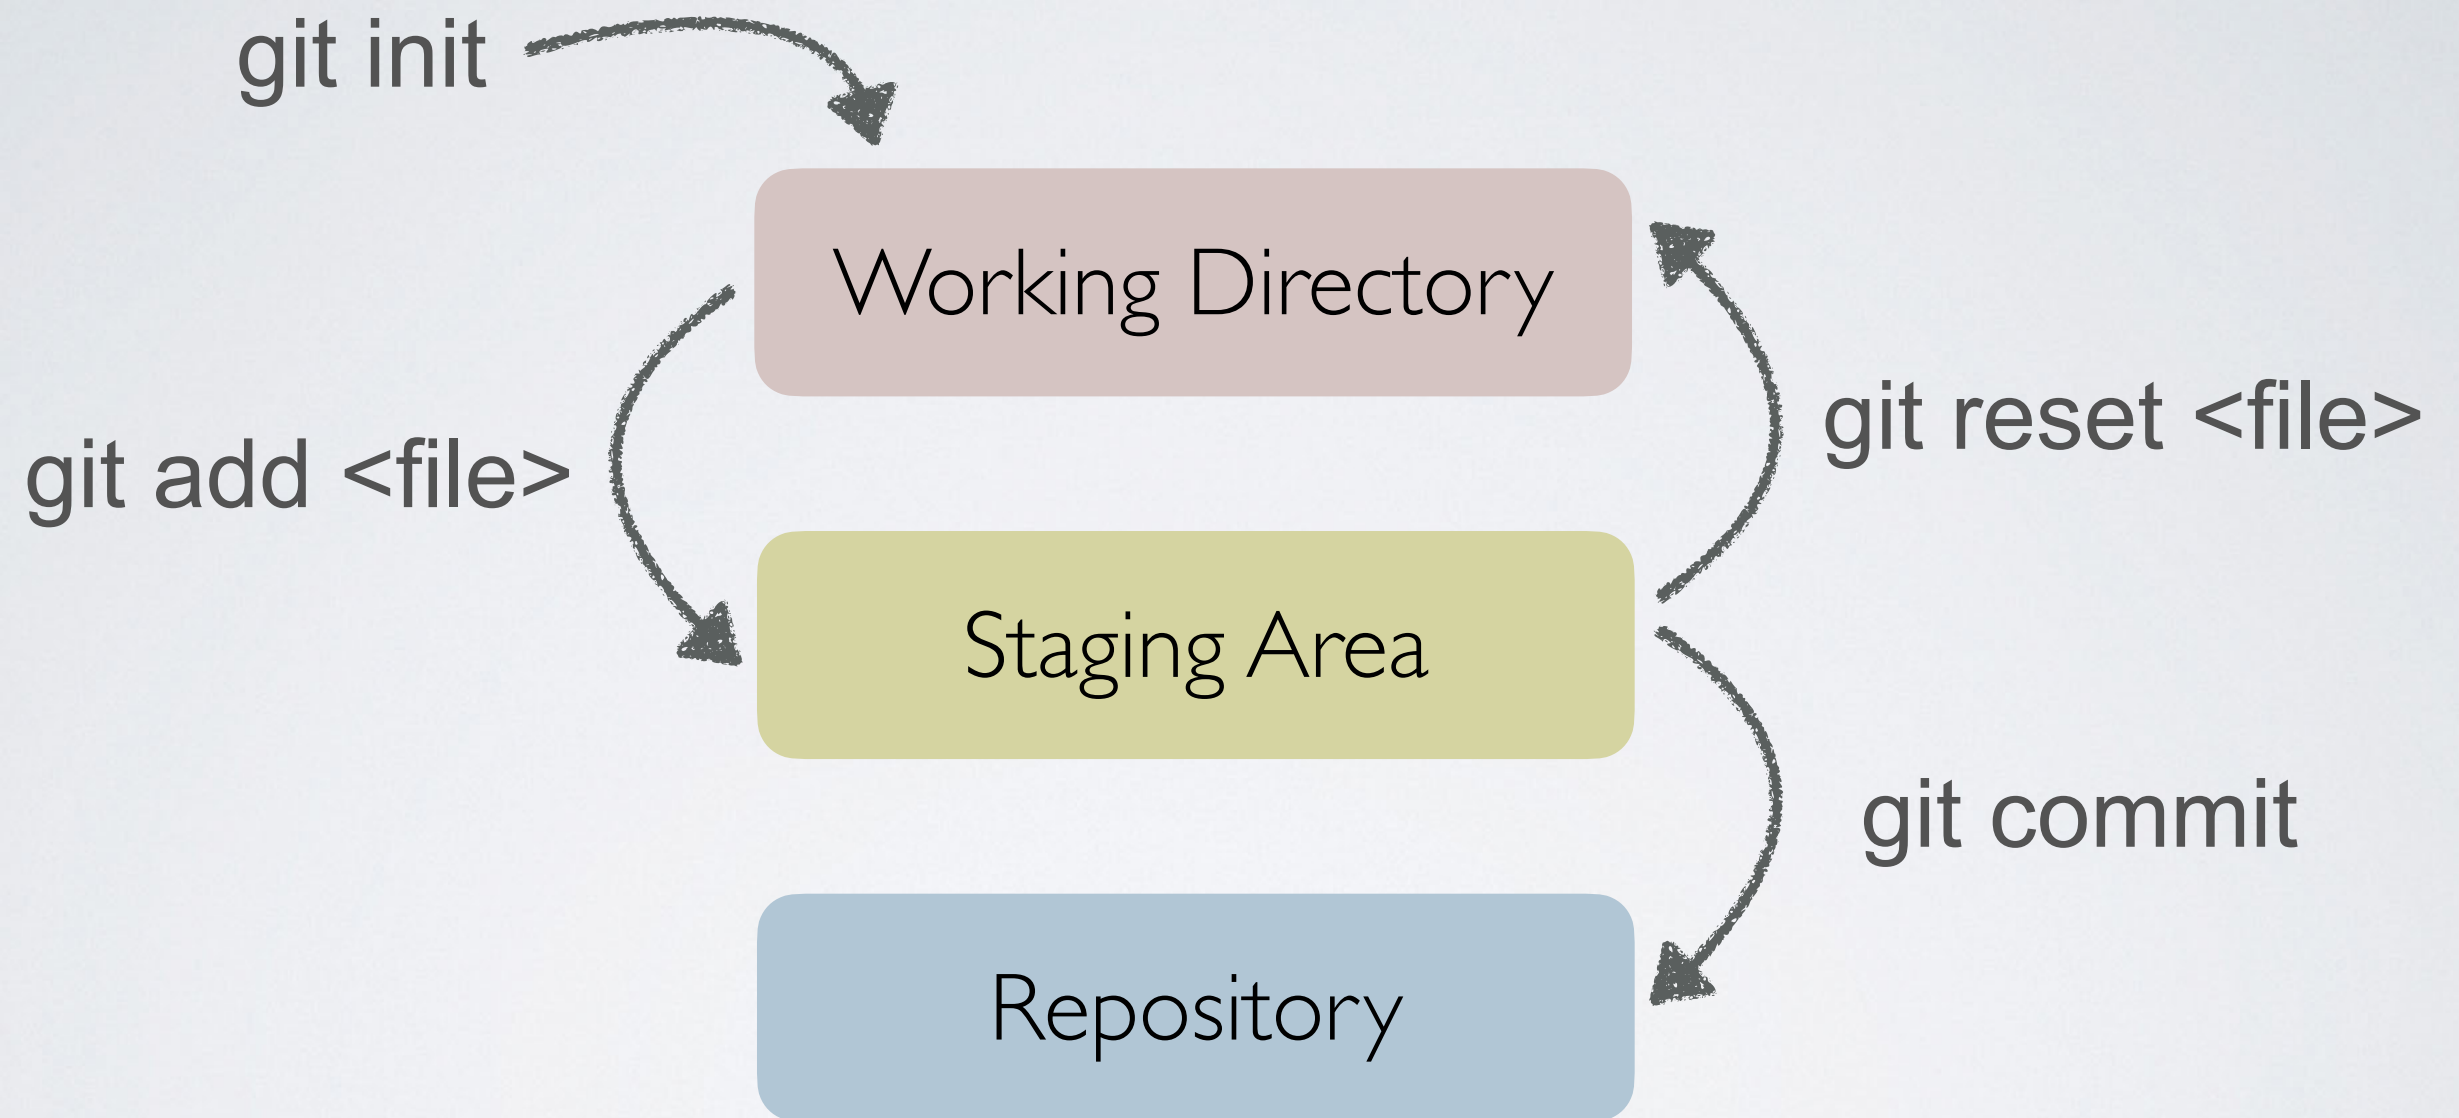 git init
Working Directory
git reset <file>
git add <file>
Staging Area
git commit
Repository